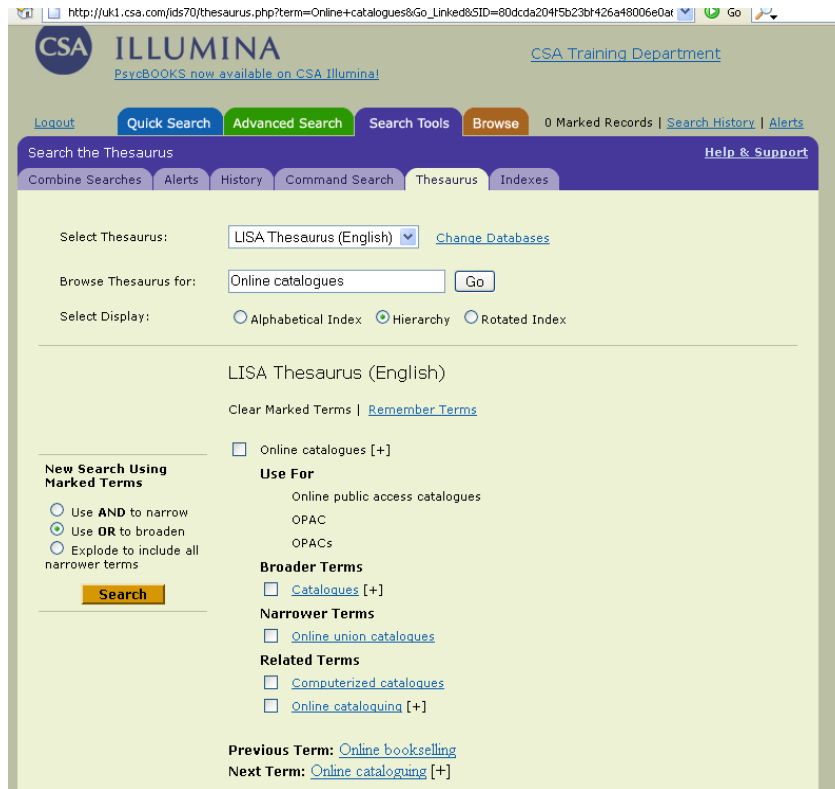 http://uk1.csa.com/ids70/thesaurus.php?term=Online+catalogues&Go_Linked&SID= Go
CSA ILLUMINA
PsycBOOKS now available on CSA Illumina!
CSA Training Department
Logout Quick Search Advanced Search Search Tools Browse 0 Marked Records | Search History | Alerts
Search the Thesaurus Help & Support
Combine Searches Alerts History Command Search Thesaurus Indexes
Select Thesaurus: LISA Thesaurus (English) Change Databases
Browse Thesaurus for: Online catalogues Go
Select Display: Alphabetical Index Hierarchy Rotated Index
LISA Thesaurus (English)
Clear Marked Terms | Remember Terms
New Search Using
Marked Terms
Use AND to narrow
Use OR to broaden
Explode to include all
narrower terms
Search
Online catalogues [+]
Use For
Online public access catalogues
OPAC
OPACs
Broader Terms
Catalogues [+]
Narrower Terms
Online union catalogues
Related Terms
Computerized catalogues
Online cataloguing [+]
Previous Term: Online bookselling
Next Term: Online cataloguing [+]